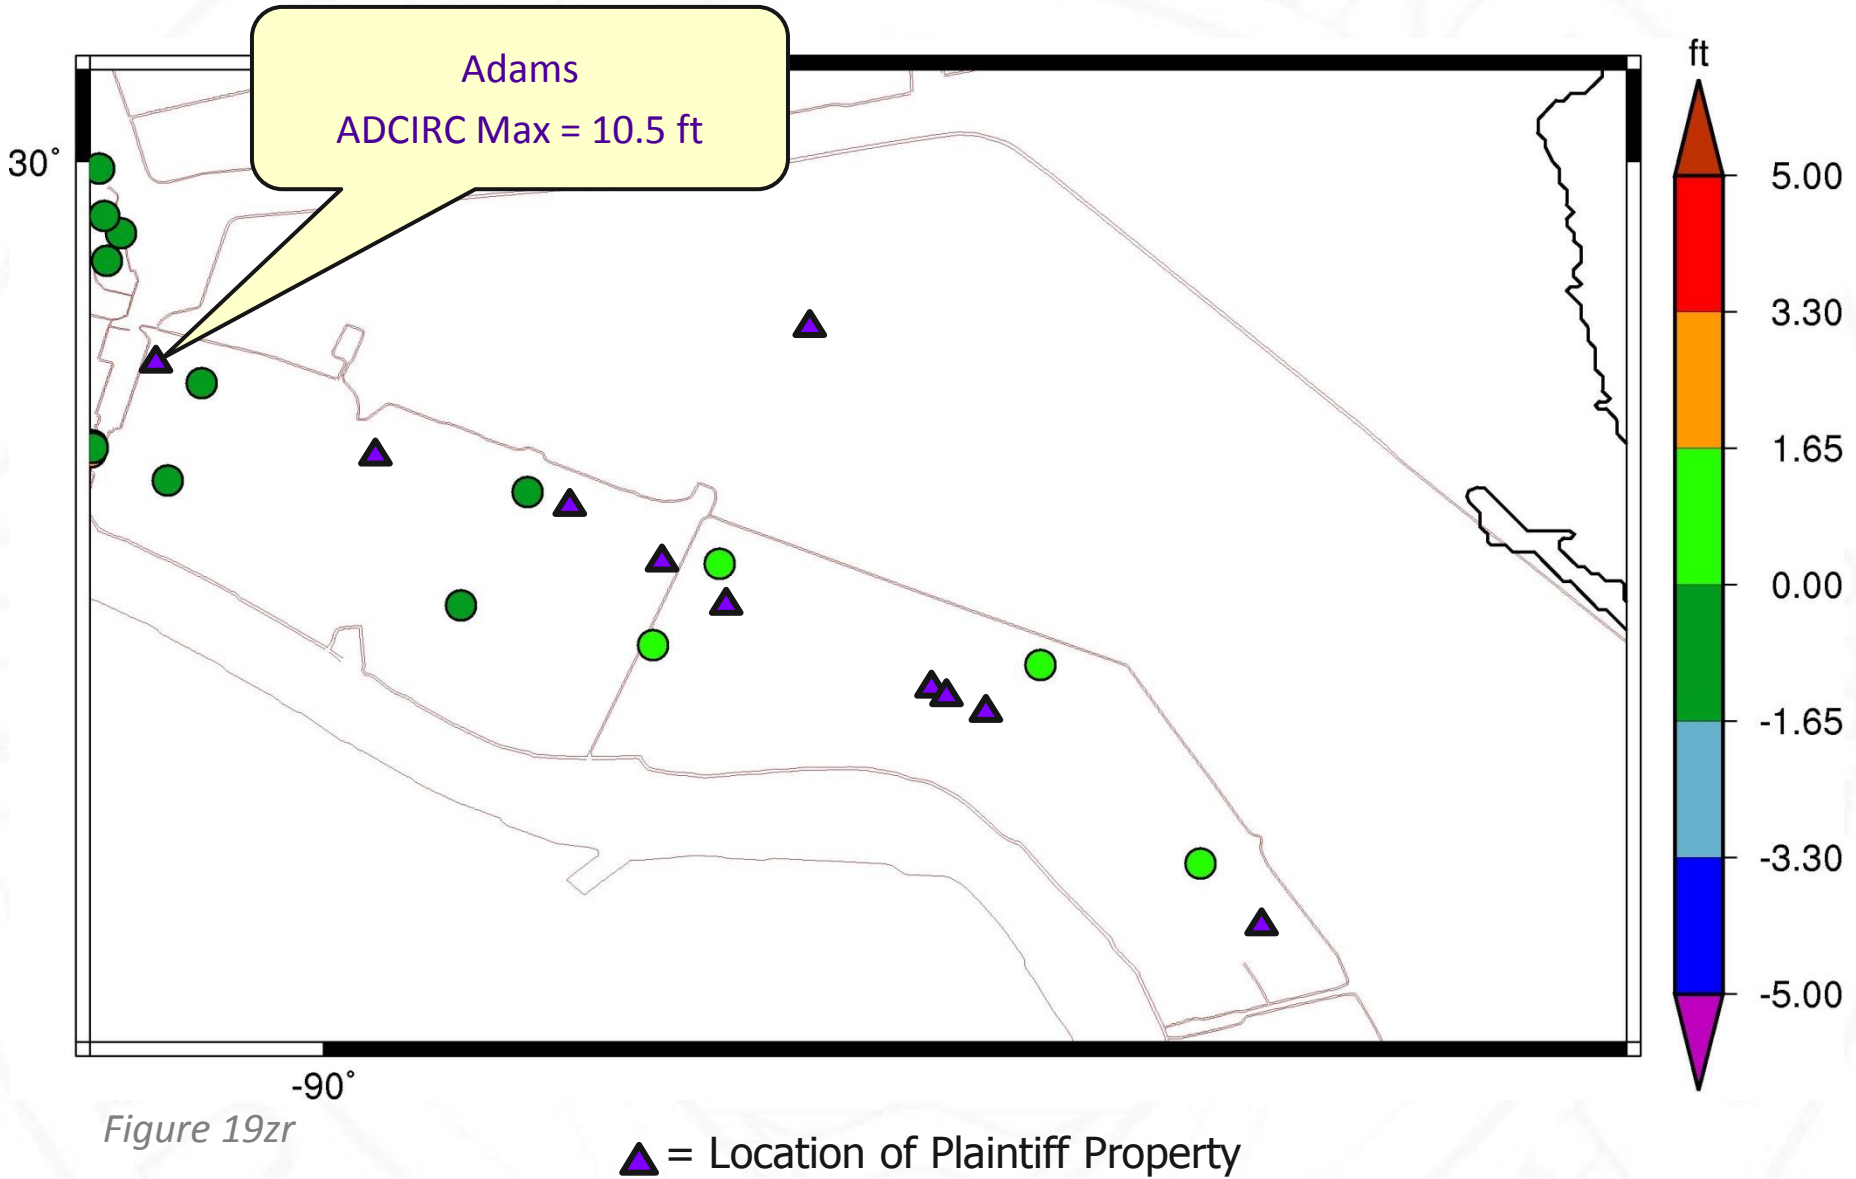 Adams
ADCIRC Max = 10.5 ft
ft
30°
5.00
3.30
1.65
0.00
-1.65
-3.30
-5.00
-90°
Figure 19zr
= Location of Plaintiff Property